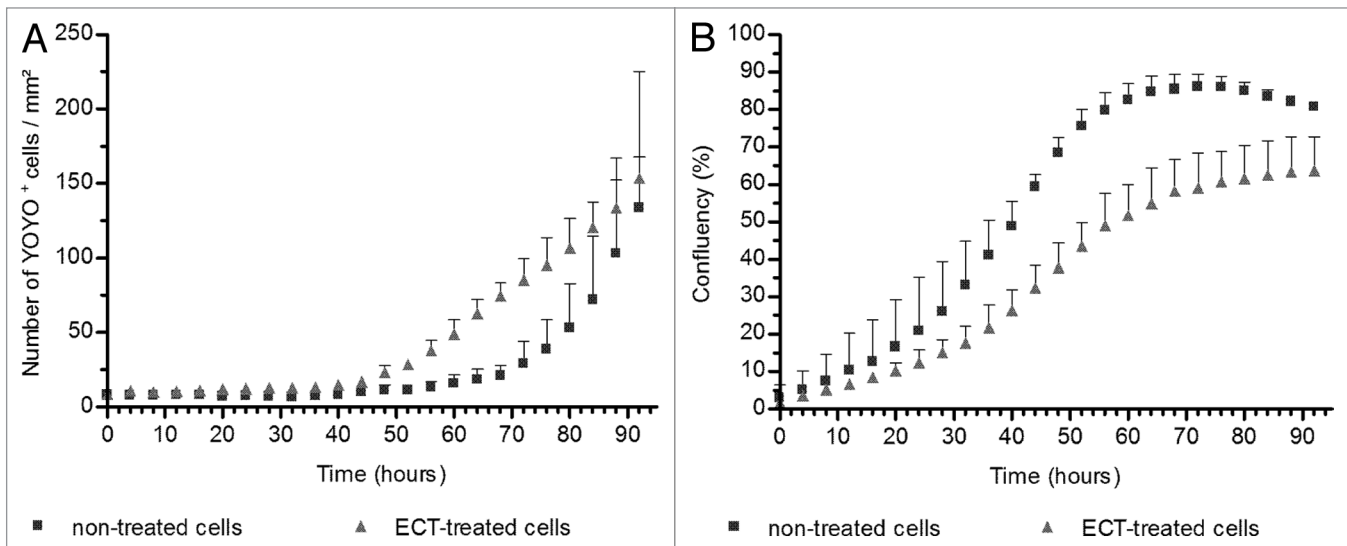 A
250
200
150
100
50
0
Number of YOYO ⁺ cells / mm²
0 10 20 30 40 50 60 70 80 90
Time (hours)
non-treated cells ECT-treated cells
B
100
90
80
70
60
50
40
30
20
10
0
Confluency (%)
0 10 20 30 40 50 60 70 80 90
Time (hours)
non-treated cells ECT-treated cells